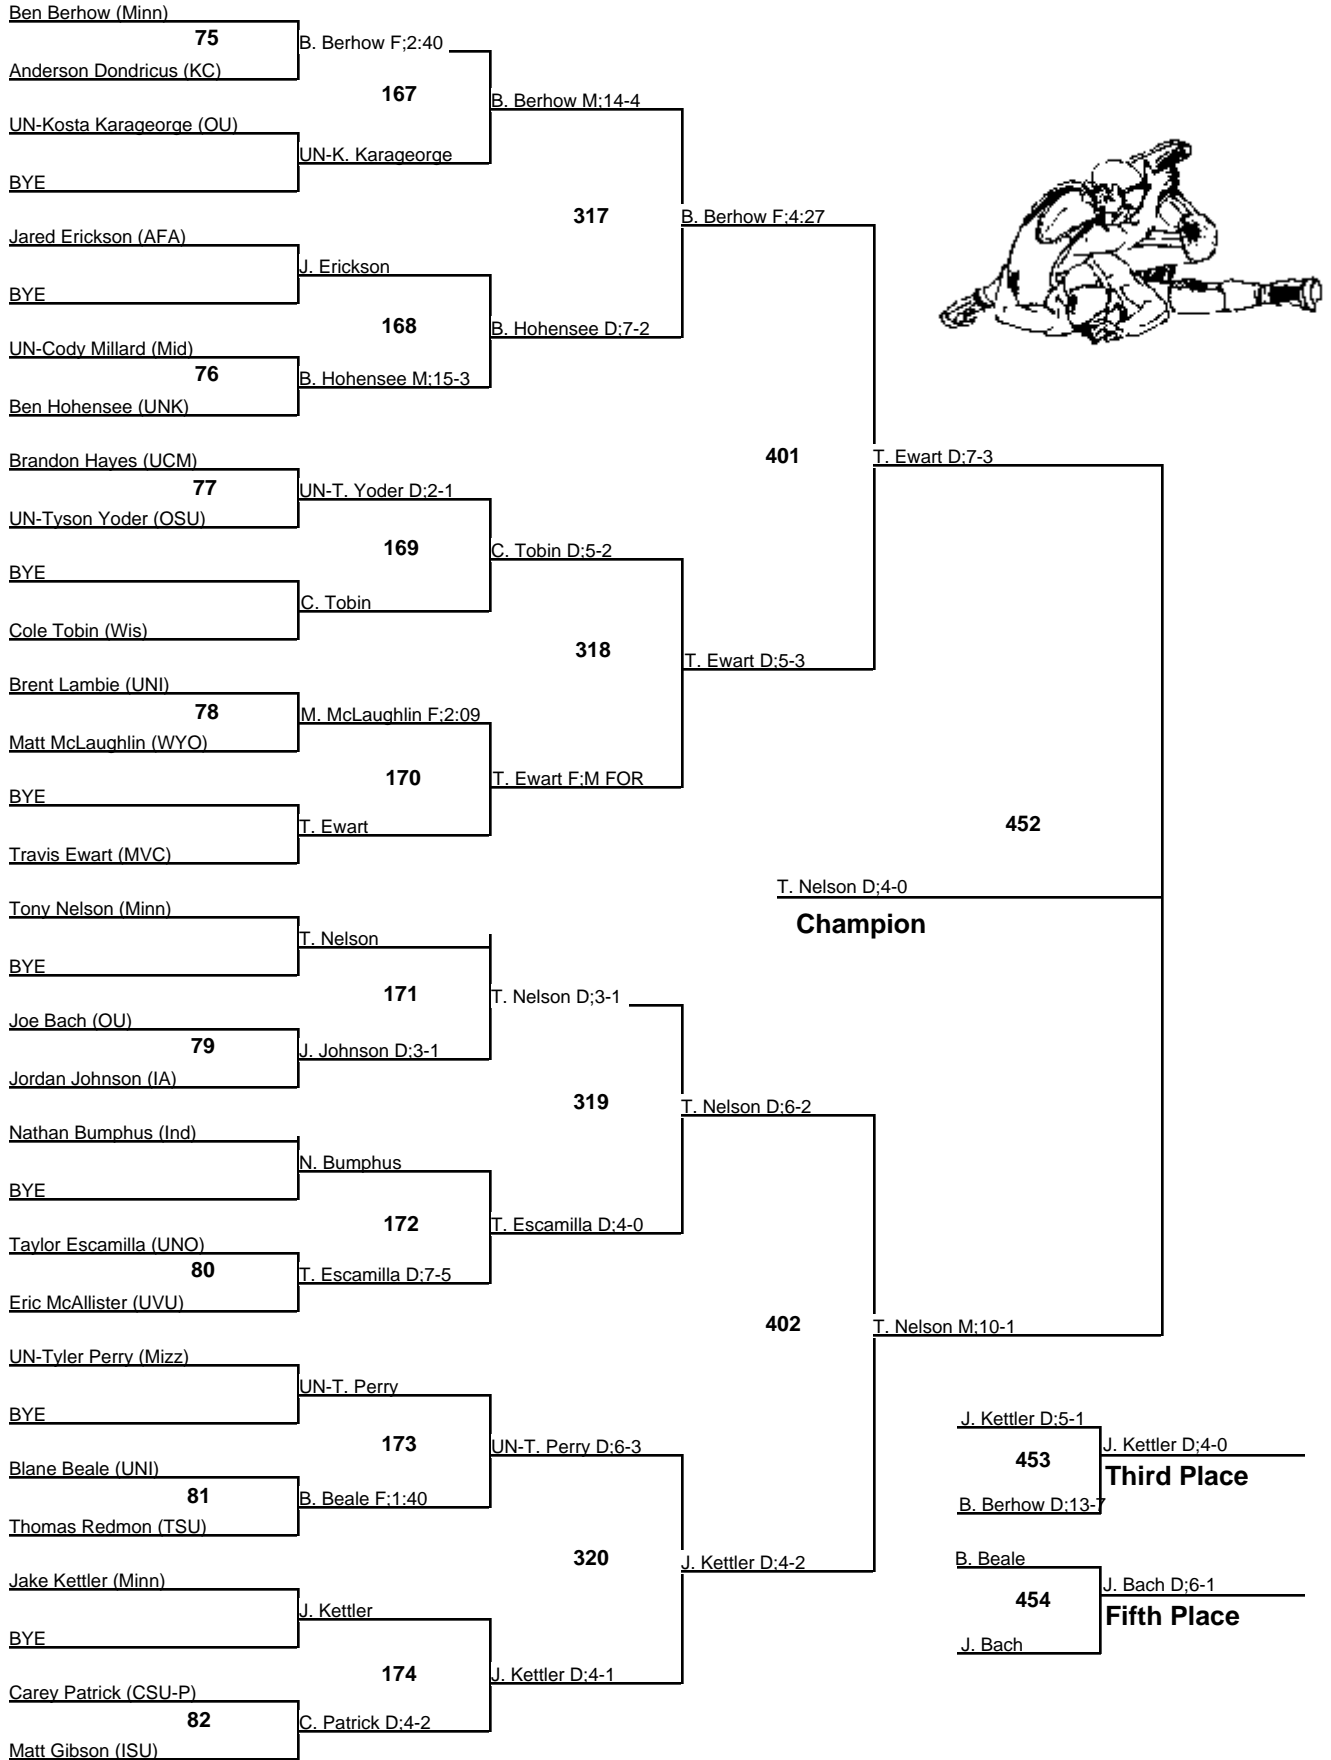 Ben Berhow (Minn)
75
B. Berhow F;2:40
Anderson Dondricus (KC)
167
B. Berhow M;14-4
UN-Kosta Karageorge (OU)
UN-K. Karageorge
BYE
317
B. Berhow F;4:27
Jared Erickson (AFA)
J. Erickson
BYE
168
B. Hohensee D;7-2
UN-Cody Millard (Mid)
76
B. Hohensee M;15-3
Ben Hohensee (UNK)
401
T. Ewart D;7-3
Brandon Hayes (UCM)
77
UN-T. Yoder D;2-1
UN-Tyson Yoder (OSU)
169
C. Tobin D;5-2
BYE
C. Tobin
Cole Tobin (Wis)
318
T. Ewart D;5-3
Brent Lambie (UNI)
78
M. McLaughlin F;2:09
Matt McLaughlin (WYO)
170
T. Ewart F;M FOR
BYE
T. Ewart
Travis Ewart (MVC)
452
T. Nelson D;4-0
Champion
Tony Nelson (Minn)
T. Nelson
BYE
171
T. Nelson D;3-1
Joe Bach (OU)
79
J. Johnson D;3-1
Jordan Johnson (IA)
319
T. Nelson D;6-2
Nathan Bumphus (Ind)
N. Bumphus
BYE
172
T. Escamilla D;4-0
Taylor Escamilla (UNO)
80
T. Escamilla D;7-5
Eric McAllister (UVU)
402
T. Nelson M;10-1
UN-Tyler Perry (Mizz)
UN-T. Perry
BYE
173
UN-T. Perry D;6-3
Blane Beale (UNI)
81
B. Beale F;1:40
Thomas Redmon (TSU)
320
J. Kettler D;4-2
Jake Kettler (Minn)
J. Kettler
BYE
174
J. Kettler D;4-1
Carey Patrick (CSU-P)
82
C. Patrick D;4-2
Matt Gibson (ISU)
J. Kettler D;5-1
453
J. Kettler D;4-0
Third Place
B. Berhow D;13-7
B. Beale
454
J. Bach D;6-1
Fifth Place
J. Bach